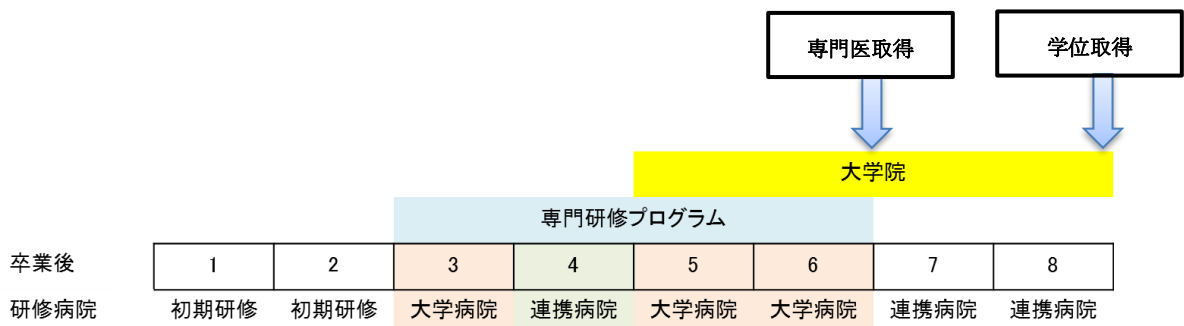 専門医取得 学位取得
大学院
専門研修プログラム
卒業後 1 2 3 4 5 6 7 8
研修病院 初期研修 初期研修 大学病院 連携病院 大学病院 大学病院 連携病院 連携病院